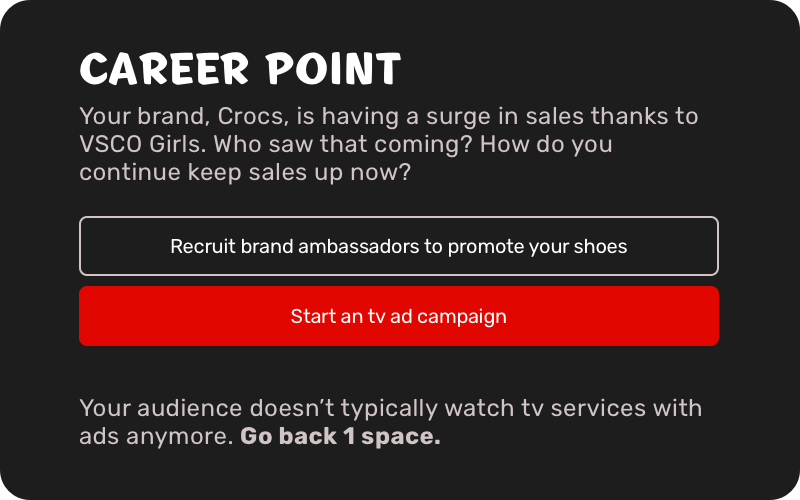 CAREER POINT
Your brand, Crocs, is having a surge in sales thanks to
VSCO Girls. Who saw that coming? How do you
continue keep sales up now?
Recruit brand ambassadors to promote your shoes
Start an tv ad campaign
Your audience doesn’t typically watch tv services with
ads anymore. Go back 1 space.